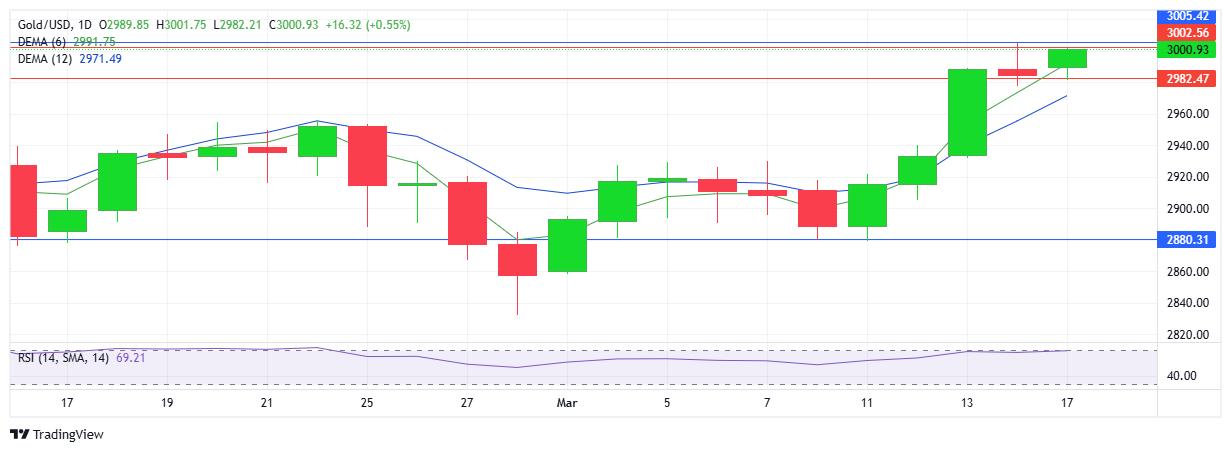 Gold/USD, 1D O2989.85 H3001.75 L2982.21 C3000.93 +16.32 (+0.55%)
DEMA (6) 2991.75
DEMA (12) 2971.49
3005.42
3002.56
3000.93
2982.47
2960.00
2940.00
2920.00
2900.00
2880.31
2860.00
2840.00
2820.00
RSI (14, SMA, 14) 69.21
40.00
17 19 21 25 27 Mar 5 7 11 13 17
TradingView